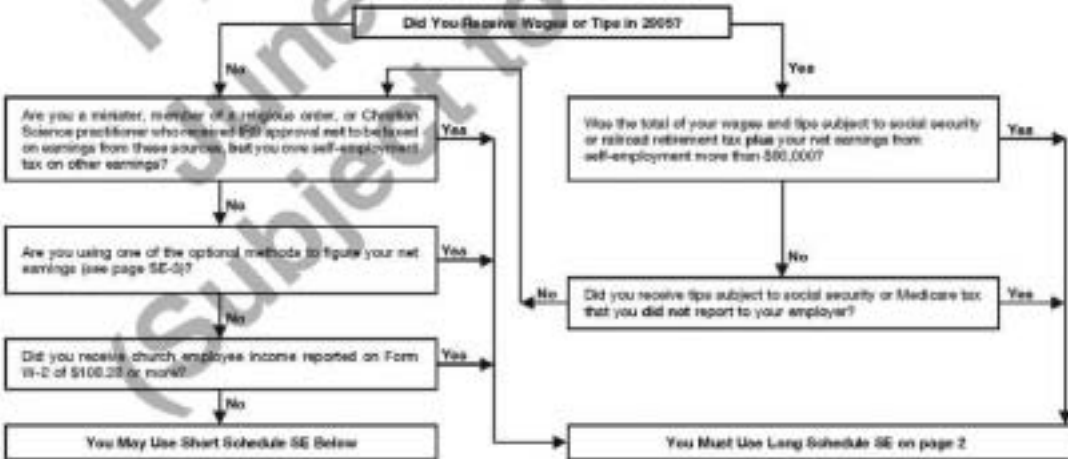 Did You Receive Wages or Tips in 2005?
No
Yes
Are you a minister, member of a religious order, or Christian
Science practitioner who received IRS approval not to be taxed
on earnings from these sources, but you owe self-employment
tax on other earnings?
Yes
Was the total of your wages and tips subject to social security
or railroad retirement tax plus your net earnings from
self-employment more than $90,000?
Yes
No
Are you using one of the optional methods to figure your net
earnings (see page SE-3)?
Yes
No
No
Did you receive tips subject to social security or Medicare tax
that you did not report to your employer?
Yes
No
Did you receive church employee income reported on Form
W-2 of $108.28 or more?
Yes
No
You May Use Short Schedule SE Below
You Must Use Long Schedule SE on page 2
June
(Subject to